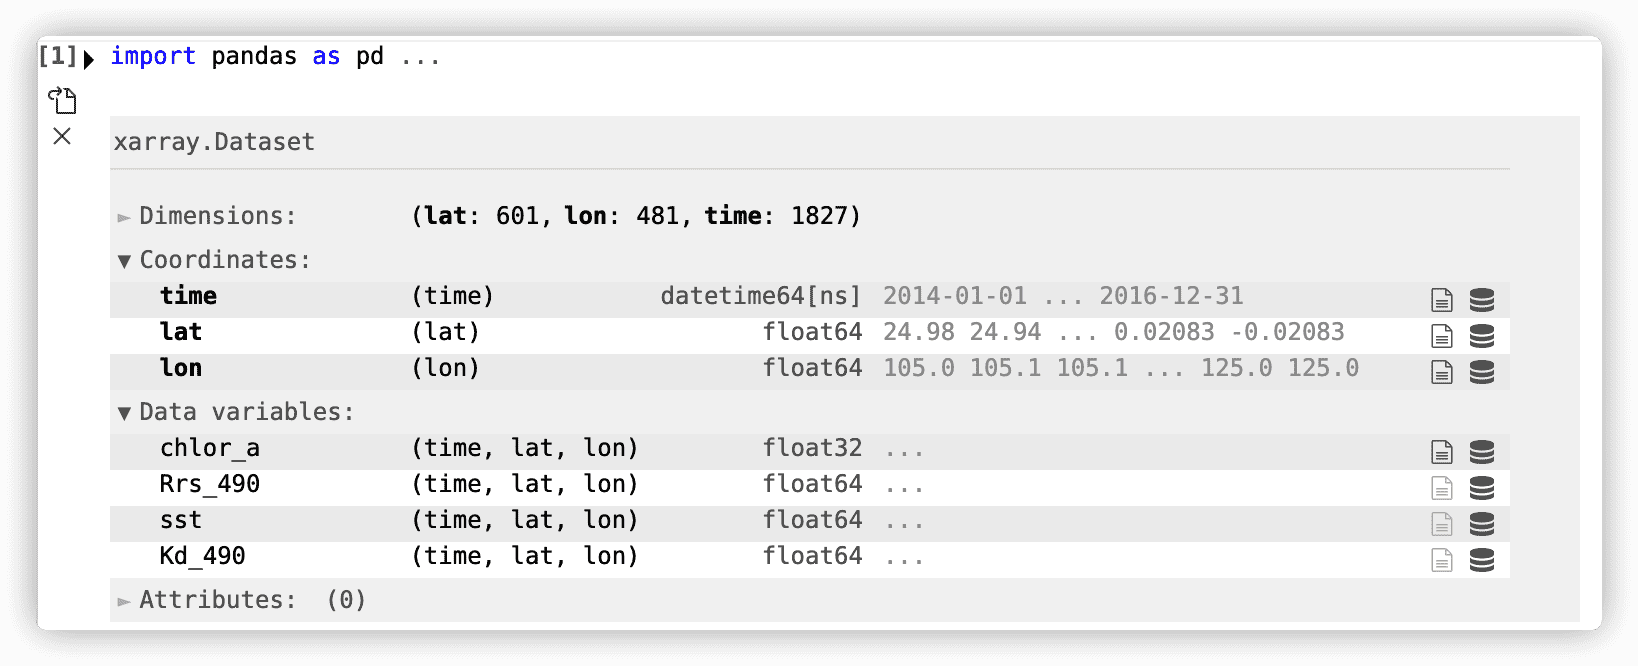 [1] import pandas as pd ...
xarray.Dataset
► Dimensions: (lat: 601, lon: 481, time: 1827)
▼ Coordinates:
time (time) datetime64[ns] 2014-01-01 ... 2016-12-31
lat (lat) float64 24.98 24.94 ... 0.02083 -0.02083
lon (lon) float64 105.0 105.1 105.1 ... 125.0 125.0
▼ Data variables:
chlor_a (time, lat, lon) float32 ...
Rrs_490 (time, lat, lon) float64 ...
sst (time, lat, lon) float64 ...
Kd_490 (time, lat, lon) float64 ...
► Attributes: (0)